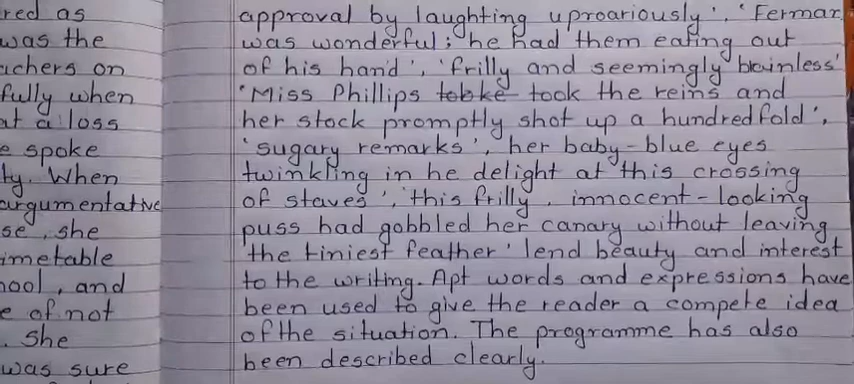 red as
was the
achers on
fully when
at a loss
e spoke
ty. When
argumentative
se, she
imetable
hool, and
e of not
. She
was sure
approval by laughting uproariously', 'Fermar
was wonderful; he had them eating out
of his hand', 'frilly and seemingly brainless'
'Miss Phillips tobke took the reins and
her stock promptly shot up a hundredfold',
'sugary remarks', her baby-blue eyes
twinkling in he delight at this crossing
of staves', 'this frilly, innocent-looking
puss had gobbled her canary without leaving
the tiniest feather' lend beauty and interest
to the writing. Apt words and expressions have
been used to give the reader a compete idea
of the situation. The programme has also
been described clearly.